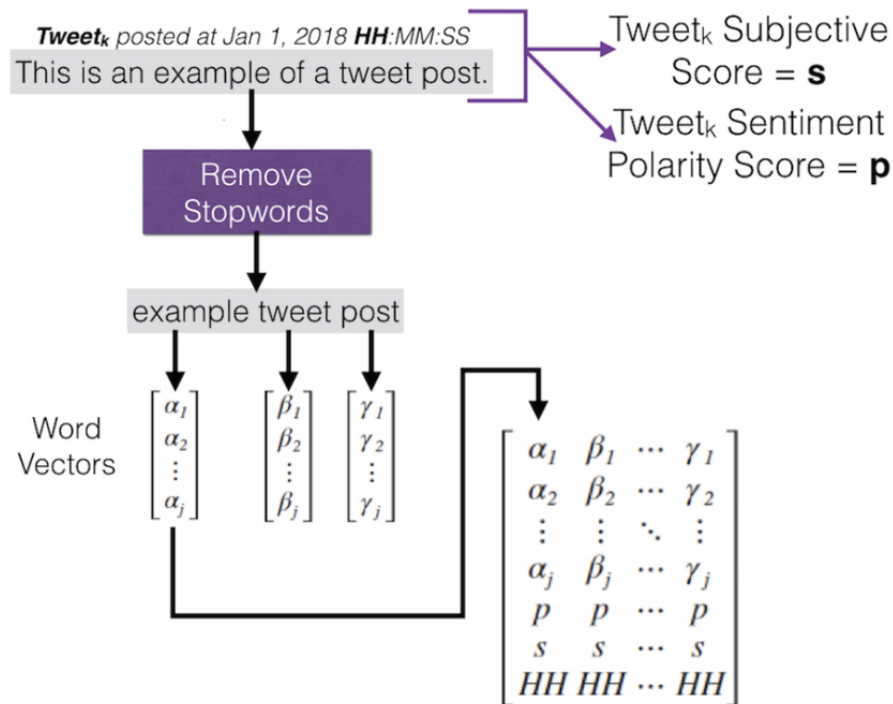 Tweetₖ posted at Jan 1, 2018 HH:MM:SS
This is an example of a tweet post.
Tweetₖ Subjective
Score = s
Tweetₖ Sentiment
Polarity Score = p
Remove
Stopwords
example tweet post
Word
Vectors
α₁ β₁ γ₁
α₂ β₂ γ₂
⋮ ⋮ ⋮
αⱼ βⱼ γⱼ
α₁ β₁ ⋯ γ₁
α₂ β₂ ⋯ γ₂
⋮ ⋮ ⋱ ⋮
αⱼ βⱼ ⋯ γⱼ
p p ⋯ p
s s ⋯ s
HH HH ⋯ HH